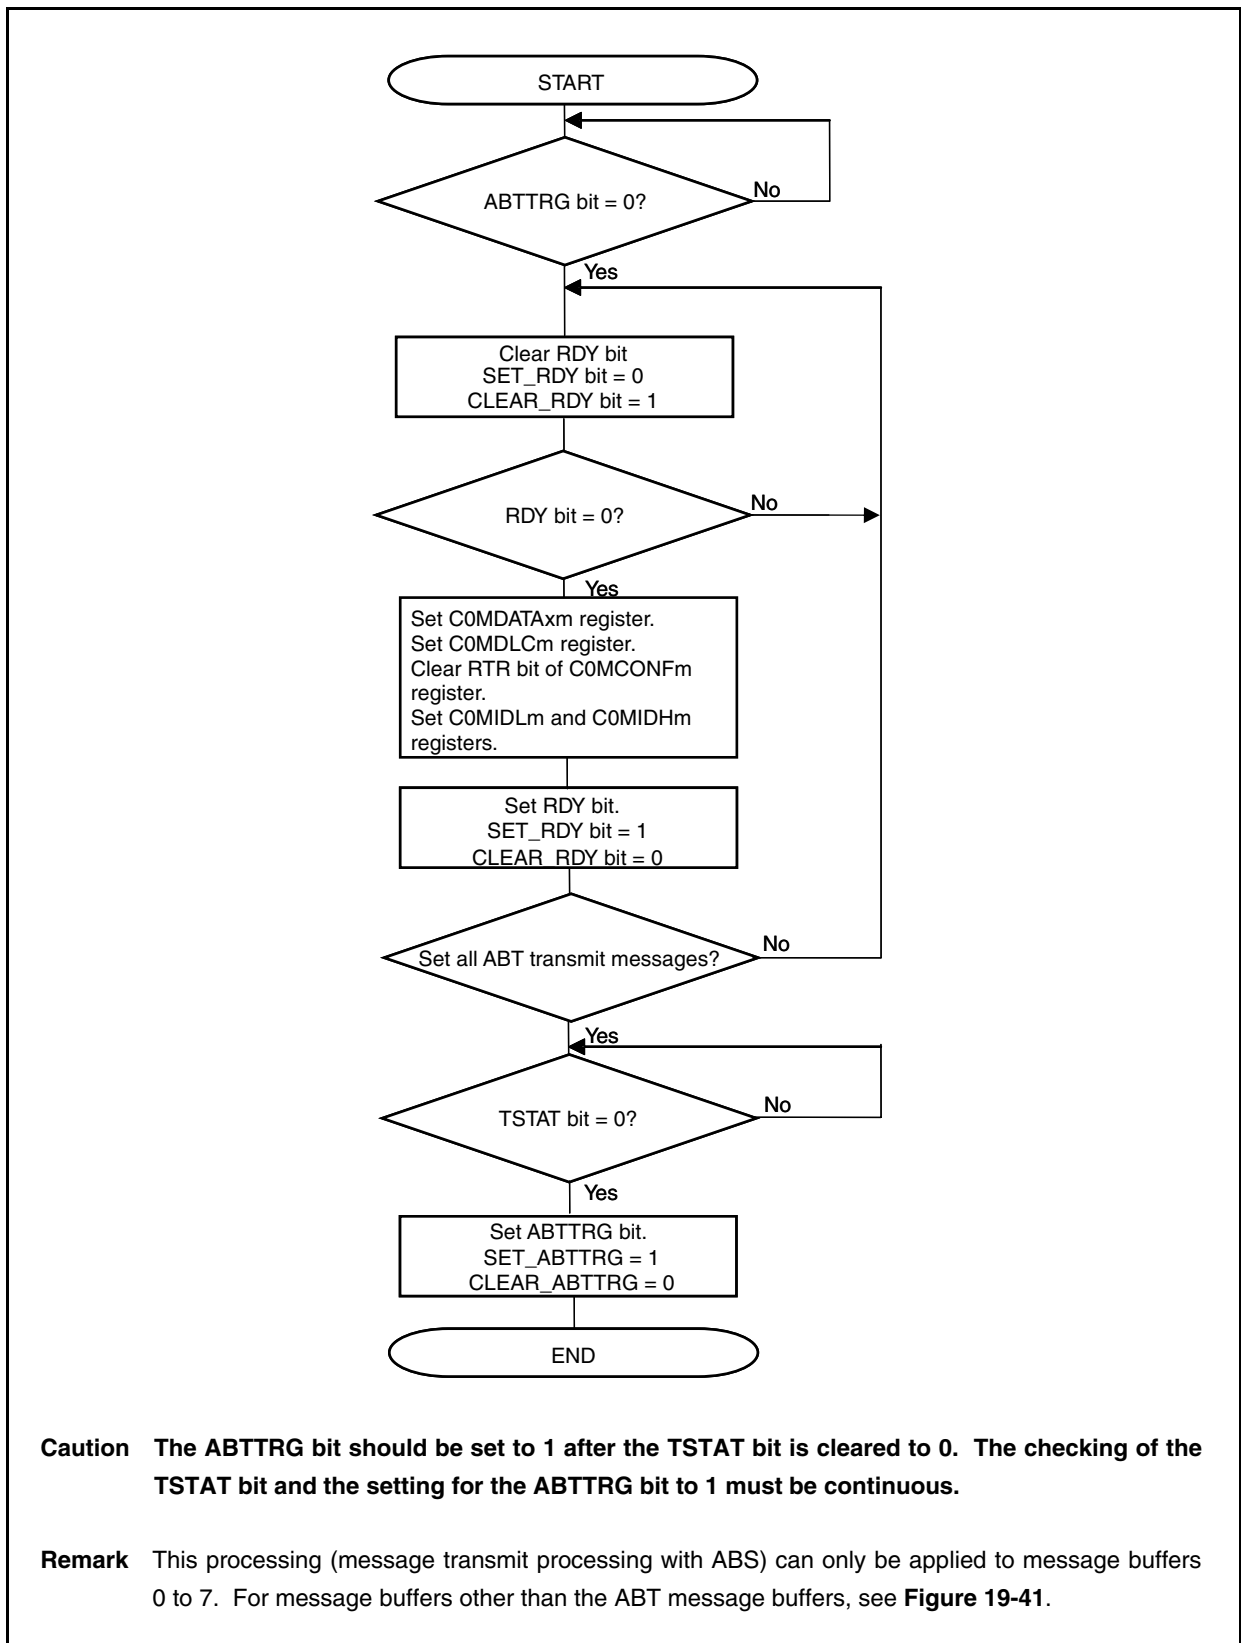 START
ABTTRG bit = 0?
No
Yes
Clear RDY bit
SET_RDY bit = 0
CLEAR_RDY bit = 1
RDY bit = 0?
No
Yes
Set C0MDATAxm register.
Set C0MDLCm register.
Clear RTR bit of C0MCONFm
register.
Set C0MIDLm and C0MIDHm
registers.
Set RDY bit.
SET_RDY bit = 1
CLEAR_RDY bit = 0
Set all ABT transmit messages?
No
Yes
TSTAT bit = 0?
No
Yes
Set ABTTRG bit.
SET_ABTTRG = 1
CLEAR_ABTTRG = 0
END
Caution The ABTTRG bit should be set to 1 after the TSTAT bit is cleared to 0. The checking of the
TSTAT bit and the setting for the ABTTRG bit to 1 must be continuous.
Remark This processing (message transmit processing with ABS) can only be applied to message buffers
0 to 7. For message buffers other than the ABT message buffers, see Figure 19-41.